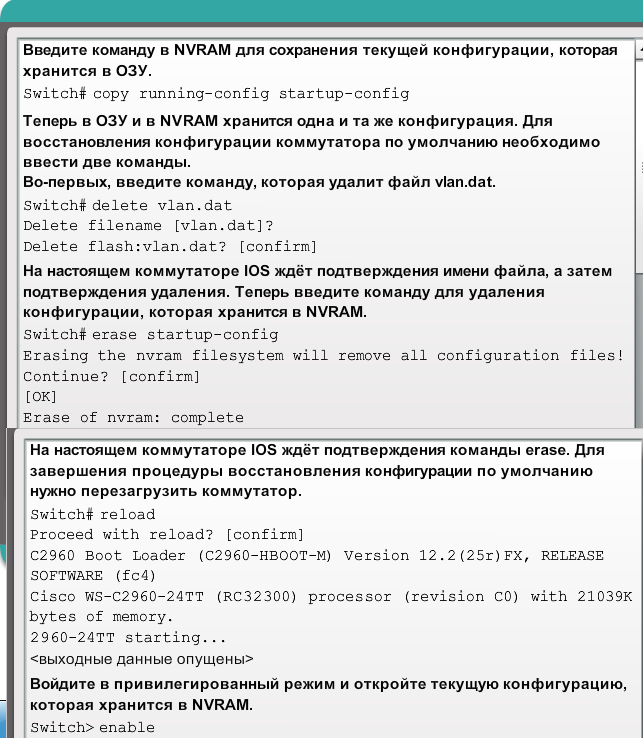 Введите команду в NVRAM для сохранения текущей конфигурации, которая
хранится в ОЗУ.
Switch# copy running-config startup-config
Теперь в ОЗУ и в NVRAM хранится одна и та же конфигурация. Для
восстановления конфигурации коммутатора по умолчанию необходимо
ввести две команды.
Во-первых, введите команду, которая удалит файл vlan.dat.
Switch# delete vlan.dat
Delete filename [vlan.dat]?
Delete flash:vlan.dat? [confirm]
На настоящем коммутаторе IOS ждёт подтверждения имени файла, а затем
подтверждения удаления. Теперь введите команду для удаления
конфигурации, которая хранится в NVRAM.
Switch# erase startup-config
Erasing the nvram filesystem will remove all configuration files!
Continue? [confirm]
[OK]
Erase of nvram: complete
На настоящем коммутаторе IOS ждёт подтверждения команды erase. Для
завершения процедуры восстановления конфигурации по умолчанию
нужно перезагрузить коммутатор.
Switch# reload
Proceed with reload? [confirm]
C2960 Boot Loader (C2960-HBOOT-M) Version 12.2(25r)FX, RELEASE
SOFTWARE (fc4)
Cisco WS-C2960-24TT (RC32300) processor (revision C0) with 21039K
bytes of memory.
2960-24TT starting...
<выходные данные опущены>
Войдите в привилегированный режим и откройте текущую конфигурацию,
которая хранится в NVRAM.
Switch> enable